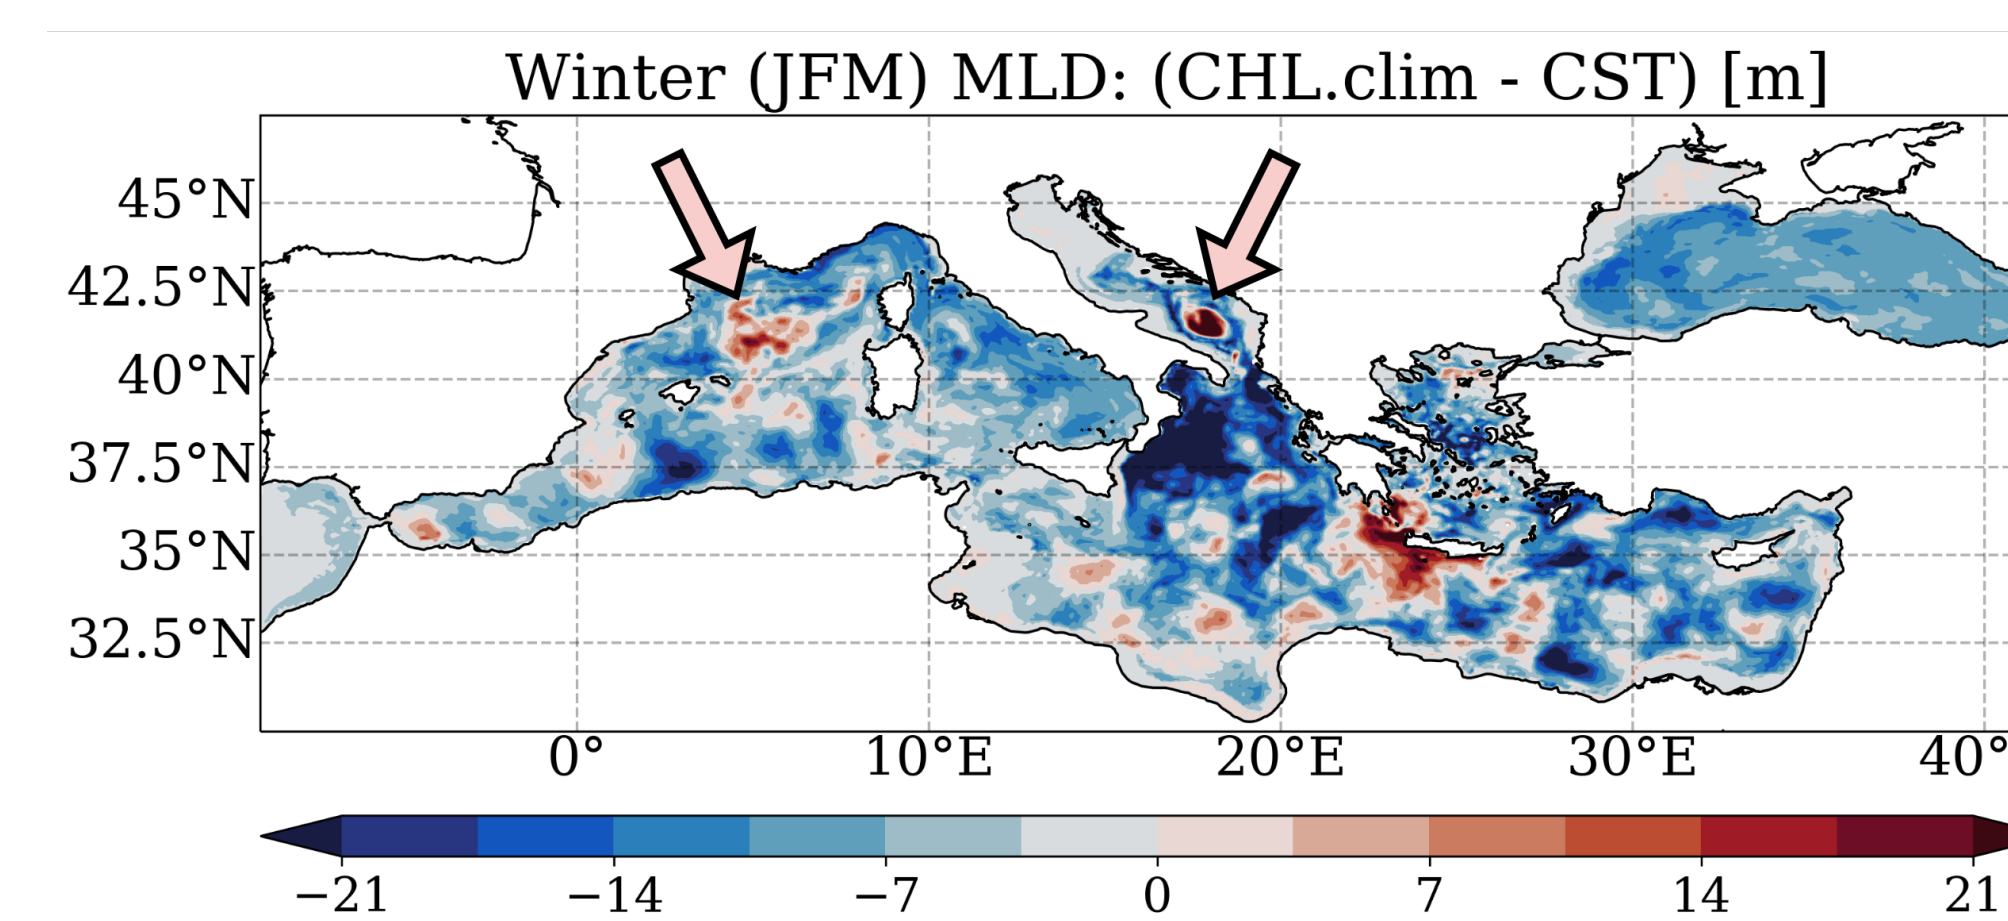 Winter (JFM) MLD: (CHL.clim - CST) [m]
45°N
42.5°N
40°N
37.5°N
35°N
32.5°N
0° 10°E 20°E 30°E 40°
−21 −14 −7 0 7 14 21